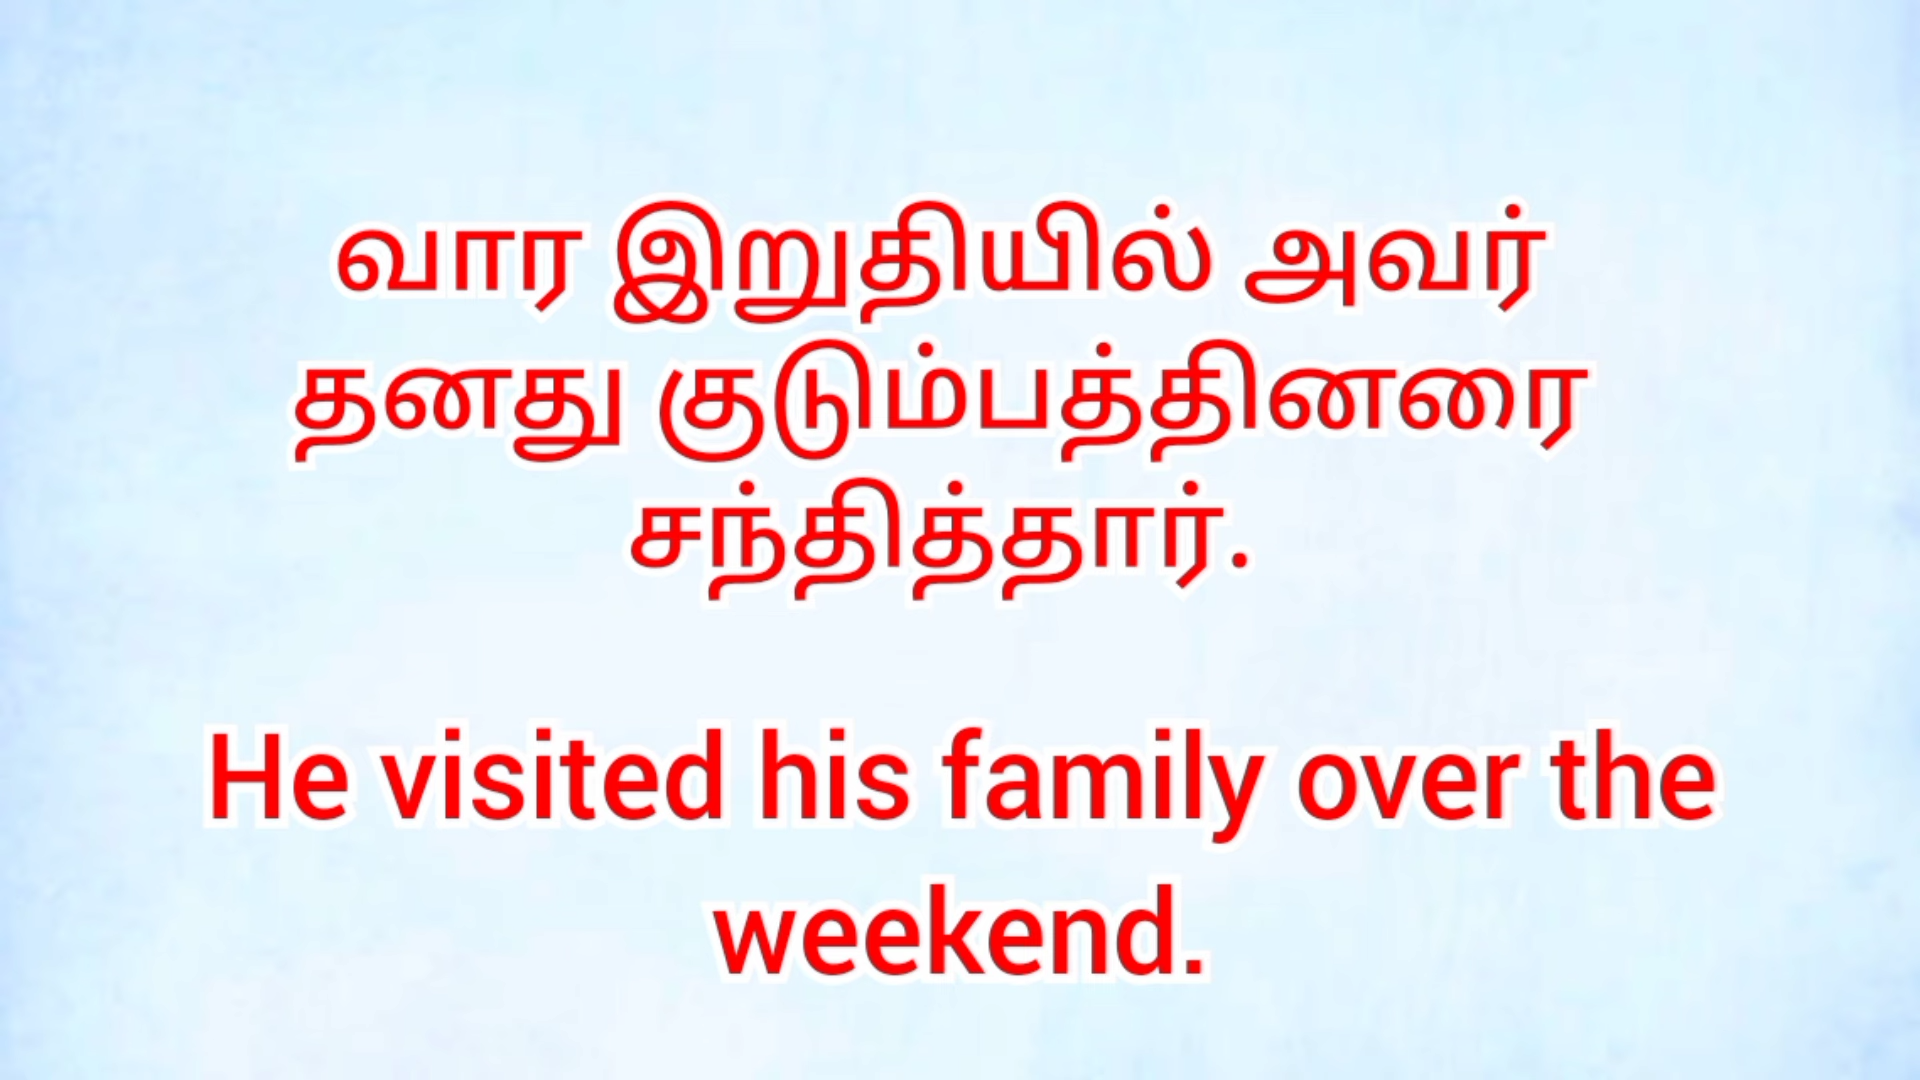 வார இறுதியில் அவர்
தனது குடும்பத்தினரை
சந்தித்தார்.
He visited his family over the
weekend.